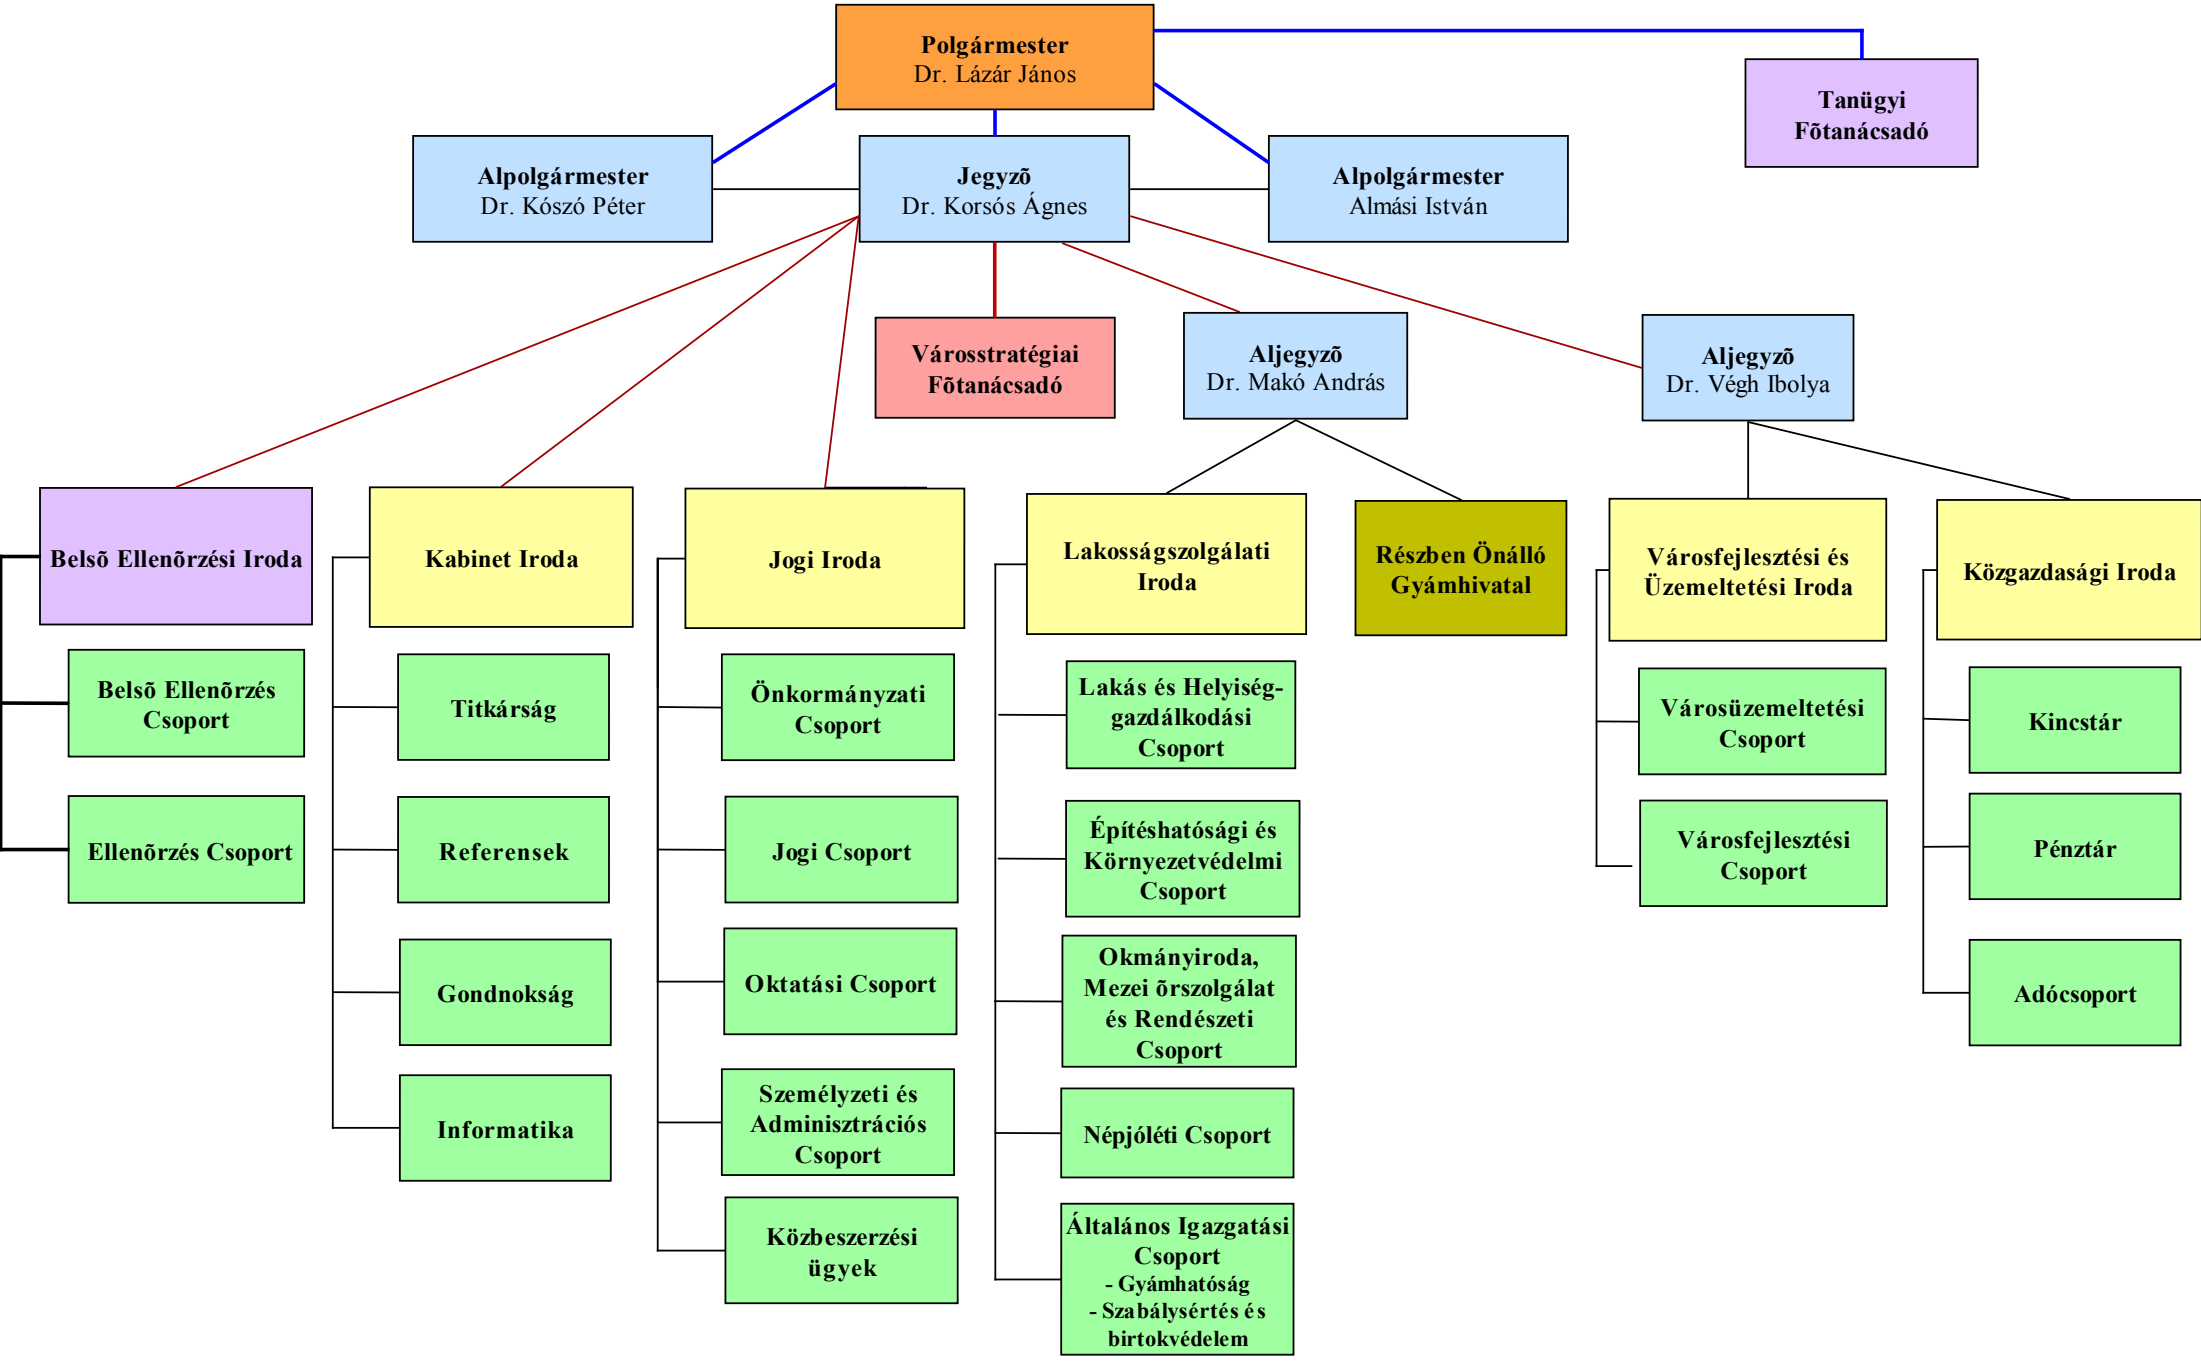 Polgármester
Dr. Lázár János
Tanügyi
Fõtanácsadó
Alpolgármester
Dr. Kószó Péter
Jegyzõ
Dr. Korsós Ágnes
Alpolgármester
Almási István
Városstratégiai
Fõtanácsadó
Aljegyzõ
Dr. Makó András
Aljegyzõ
Dr. Végh Ibolya
Belsõ Ellenõrzési Iroda
Kabinet Iroda
Jogi Iroda
Lakosságszolgálati
Iroda
Részben Önálló
Gyámhivatal
Városfejlesztési és
Üzemeltetési Iroda
Közgazdasági Iroda
Belsõ Ellenõrzés
Csoport
Ellenõrzés Csoport
Titkárság
Referensek
Gondnokság
Informatika
Önkormányzati
Csoport
Jogi Csoport
Oktatási Csoport
Személyzeti és
Adminisztrációs
Csoport
Közbeszerzési
ügyek
Lakás és Helyiség-
gazdálkodási
Csoport
Építéshatósági és
Környezetvédelmi
Csoport
Okmányiroda,
Mezei õrszolgálat
és Rendészeti
Csoport
Népjóléti Csoport
Általános Igazgatási
Csoport
- Gyámhatóság
- Szabálysértés és
birtokvédelem
Városüzemeltetési
Csoport
Városfejlesztési
Csoport
Kincstár
Pénztár
Adócsoport